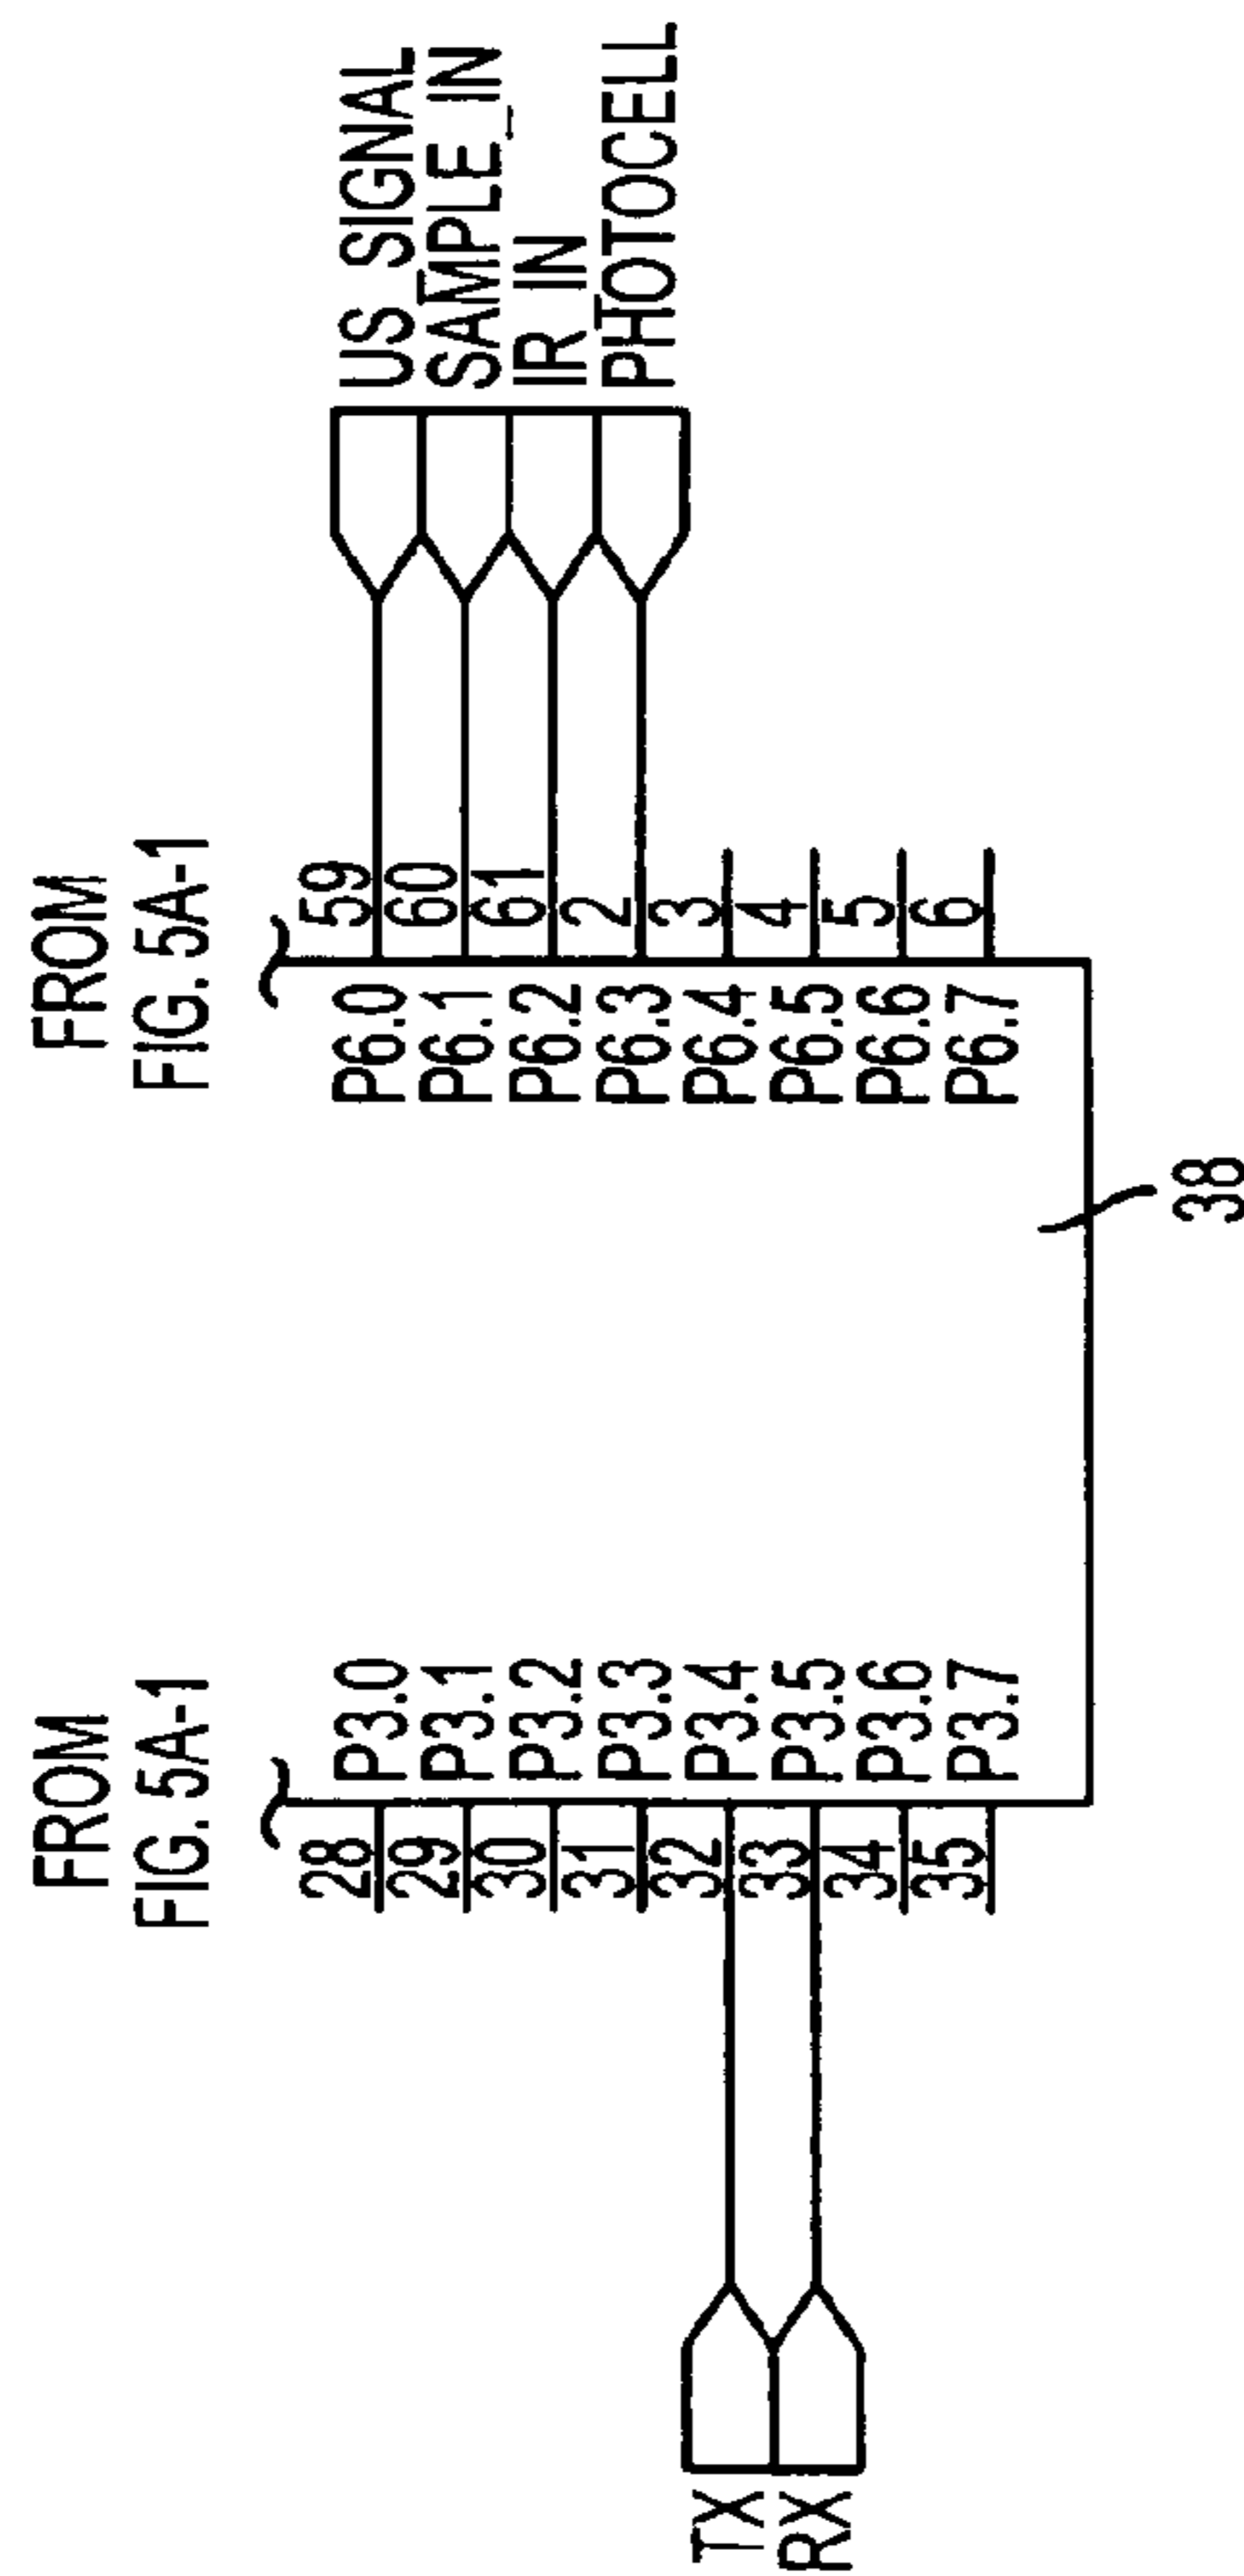 FROM
FIG. 5A-1
FROM
FIG. 5A-1
28
P3.0
29
P3.1
30
P3.2
31
P3.3
32
P3.4
33
P3.5
34
P3.6
35
P3.7
TX
RX
P6.0
59
US SIGNAL
P6.1
60
SAMPLE_IN
P6.2
61
IR_IN
P6.3
2
PHOTOCELL
P6.4
3
P6.5
4
P6.6
5
P6.7
6
38